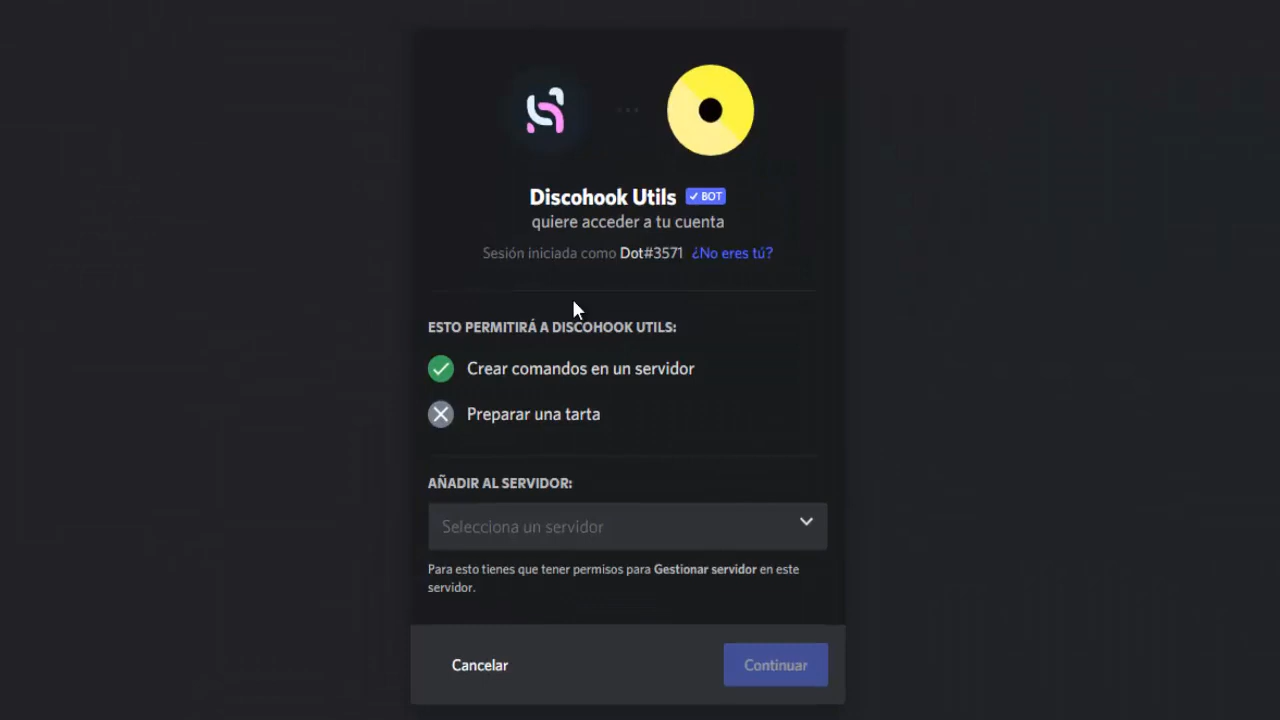 Discohook Utils BOT
quiere acceder a tu cuenta
Sesión iniciada como Dot#3571 ¿No eres tú?
ESTO PERMITIRÁ A DISCOHOOK UTILS:
Crear comandos en un servidor
Preparar una tarta
AÑADIR AL SERVIDOR:
Selecciona un servidor
Para esto tienes que tener permisos para Gestionar servidor en este
servidor.
Cancelar Continuar